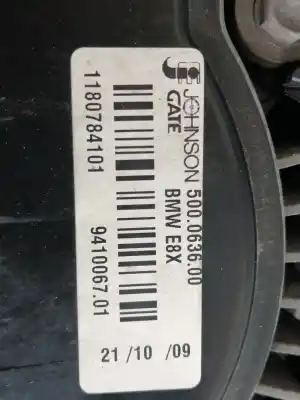 JOHNSON
GATE
500.0636.00
BMW E8X
1180784101
9410067.01
21 /10 /09